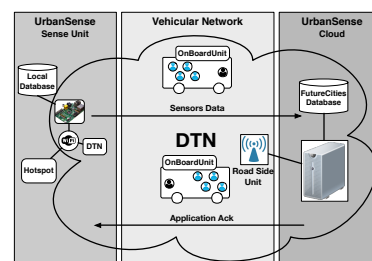 UrbanSense
Sense Unit
Vehicular Network
UrbanSense
Cloud
OnBoardUnit
Local
Database
FutureCities
Database
Sensors Data
WiFi
DTN
DTN
OnBoardUnit
Hotspot
Road Side
Unit
Application Ack